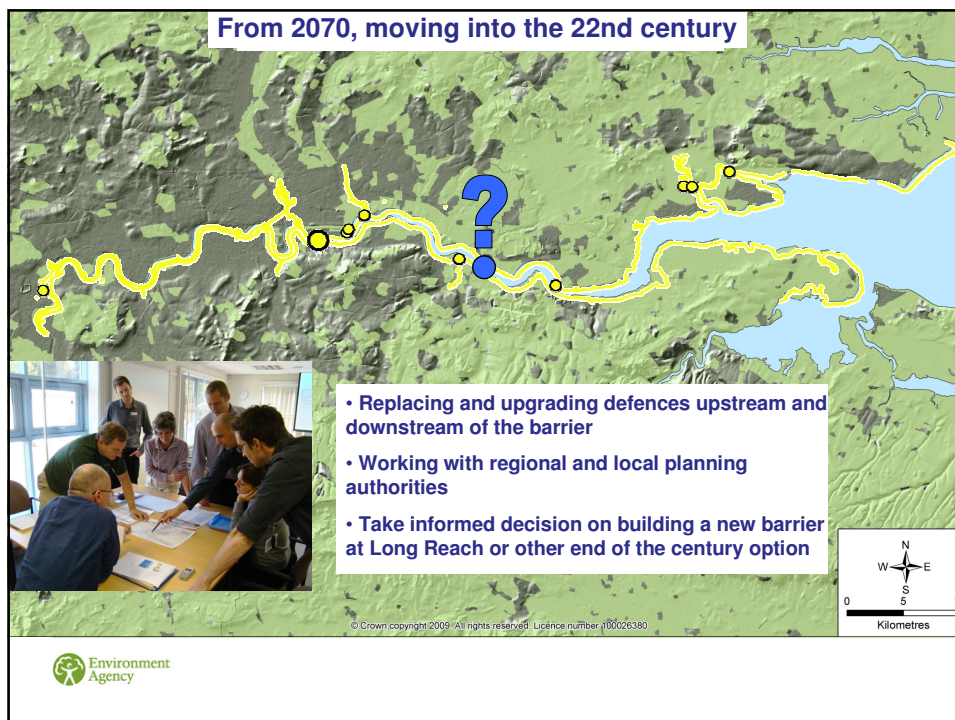 From 2070, moving into the 22nd century
?
• Replacing and upgrading defences upstream and
downstream of the barrier
• Working with regional and local planning
authorities
• Take informed decision on building a new barrier
at Long Reach or other end of the century option
N
W E
S
0 5 1
Kilometres
© Crown copyright 2009. All rights reserved. Licence number 100026380
Environment
Agency